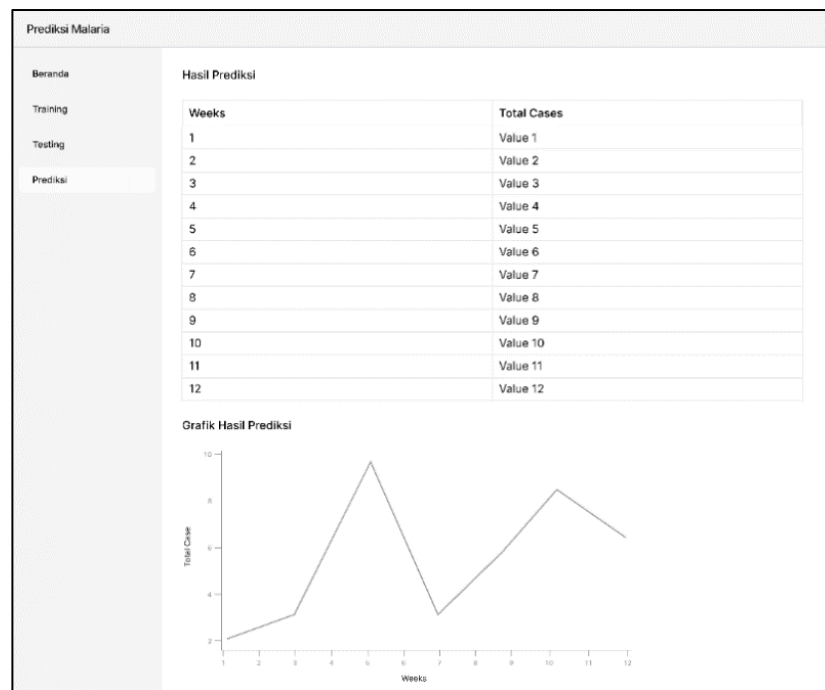 Prediksi Malaria
Beranda
Training
Testing
Prediksi
Hasil Prediksi
Weeks Total Cases
1 Value 1
2 Value 2
3 Value 3
4 Value 4
5 Value 5
6 Value 6
7 Value 7
8 Value 8
9 Value 9
10 Value 10
11 Value 11
12 Value 12
Grafik Hasil Prediksi
Total Case
10
8
6
4
2
1 2 3 4 5 6 7 8 9 10 11 12
Weeks